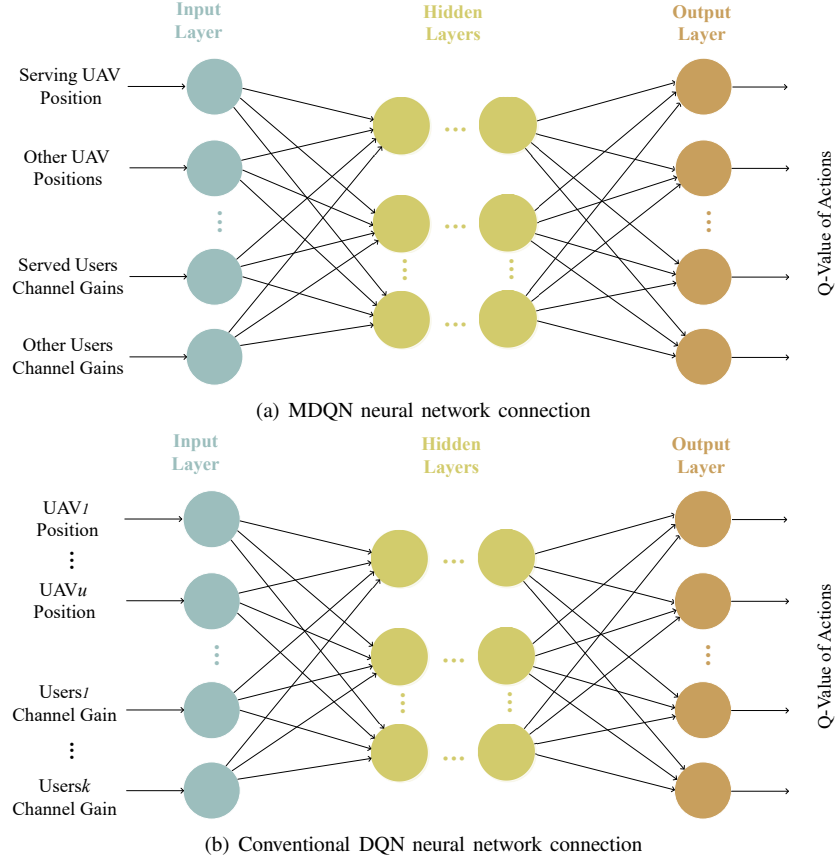 Input
Layer
Hidden
Layers
Output
Layer
Serving UAV
Position
Other UAV
Positions
Served Users
Channel Gains
Other Users
Channel Gains
Q-Value of Actions
(a) MDQN neural network connection
Input
Layer
Hidden
Layers
Output
Layer
UAV1
Position
UAVu
Position
Users1
Channel Gain
Usersk
Channel Gain
Q-Value of Actions
(b) Conventional DQN neural network connection